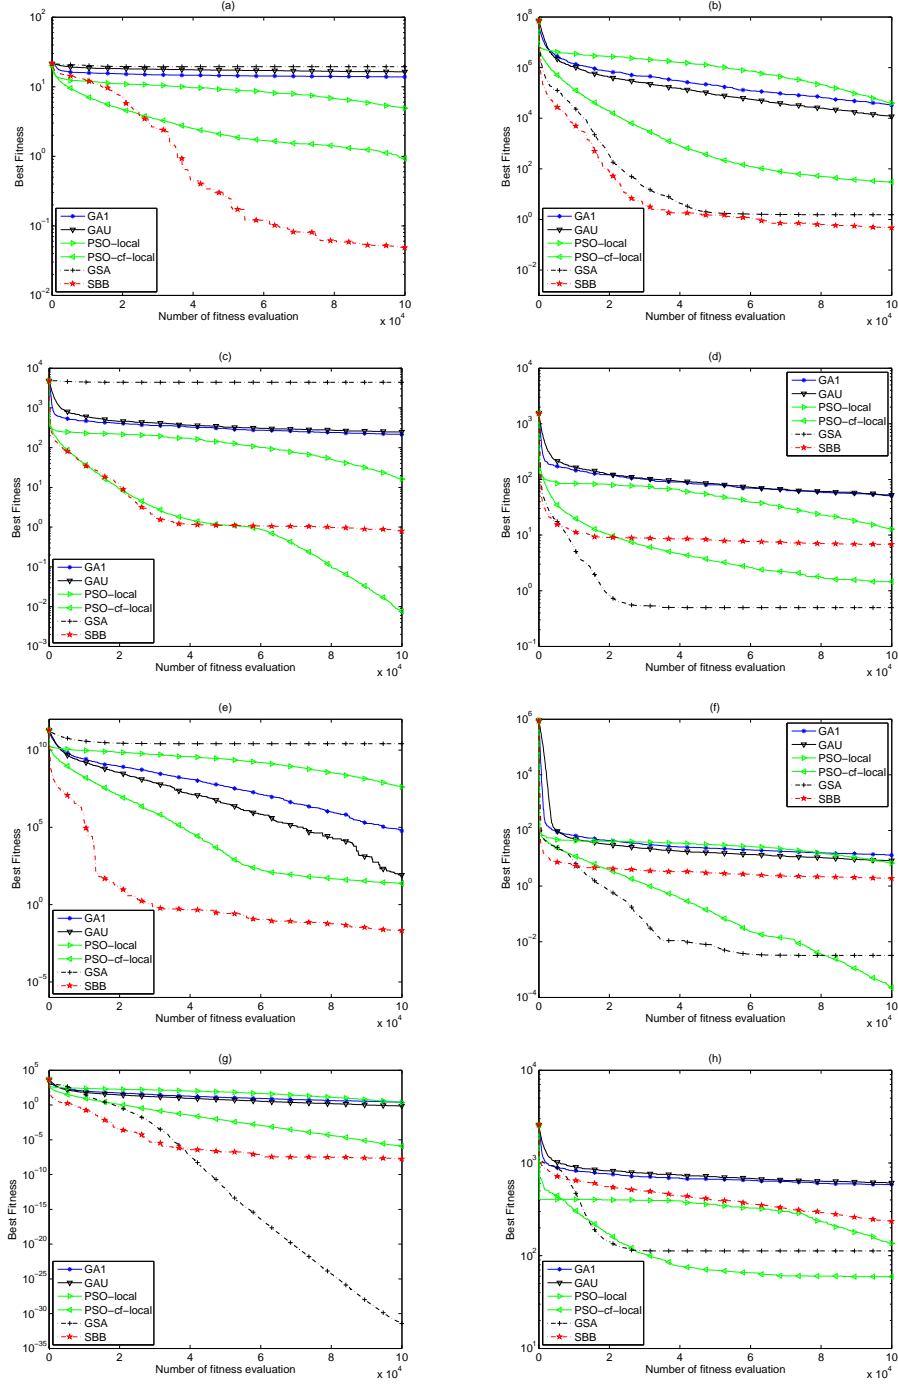 (a)
10^2
10^1
10^0
10^-1
10^-2
Best Fitness
GA1
GAU
PSO-local
PSO-cf-local
GSA
SBB
0 2 4 6 8 10
Number of fitness evaluation
x 10^4
(b)
10^8
10^6
10^4
10^2
10^0
10^-2
10^-4
Best Fitness
GA1
GAU
PSO-local
PSO-cf-local
GSA
SBB
0 2 4 6 8 10
Number of fitness evaluation
x 10^4
(c)
10^4
10^3
10^2
10^1
10^0
10^-1
10^-2
10^-3
Best Fitness
GA1
GAU
PSO-local
PSO-cf-local
GSA
SBB
0 2 4 6 8 10
Number of fitness evaluation
x 10^4
(d)
10^4
10^3
10^2
10^1
10^0
10^-1
Best Fitness
GA1
GAU
PSO-local
PSO-cf-local
GSA
SBB
0 2 4 6 8 10
Number of fitness evaluation
x 10^4
(e)
10^10
10^5
10^0
10^-5
Best Fitness
GA1
GAU
PSO-local
PSO-cf-local
GSA
SBB
0 2 4 6 8 10
Number of fitness evaluation
x 10^4
(f)
10^6
10^4
10^2
10^0
10^-2
10^-4
Best Fitness
GA1
GAU
PSO-local
PSO-cf-local
GSA
SBB
0 2 4 6 8 10
Number of fitness evaluation
x 10^4
(g)
10^5
10^0
10^-5
10^-10
10^-15
10^-20
10^-25
10^-30
10^-35
Best Fitness
GA1
GAU
PSO-local
PSO-cf-local
GSA
SBB
0 2 4 6 8 10
Number of fitness evaluation
x 10^4
(h)
10^4
10^3
10^2
10^1
Best Fitness
GA1
GAU
PSO-local
PSO-cf-local
GSA
SBB
0 2 4 6 8 10
Number of fitness evaluation
x 10^4